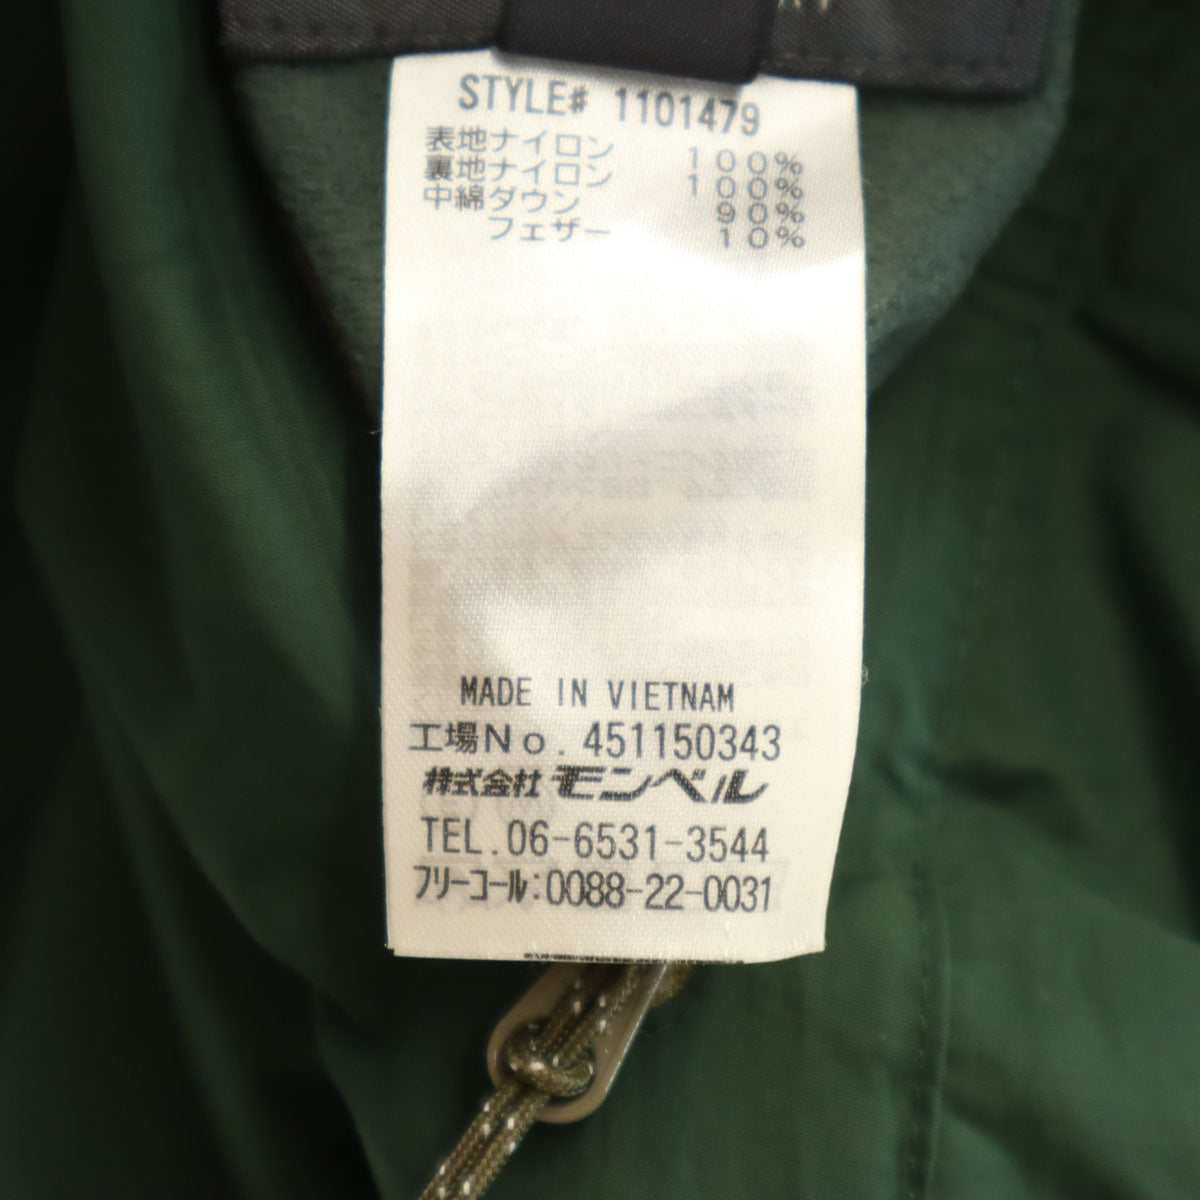 STYLE# 1101479
表地ナイロン 100%
裏地ナイロン 100%
中綿ダウン 90%
フェザー 10%
MADE IN VIETNAM
工場No. 451150343
株式会社モンベル
TEL.06-6531-3544
フリーコール:0088-22-0031